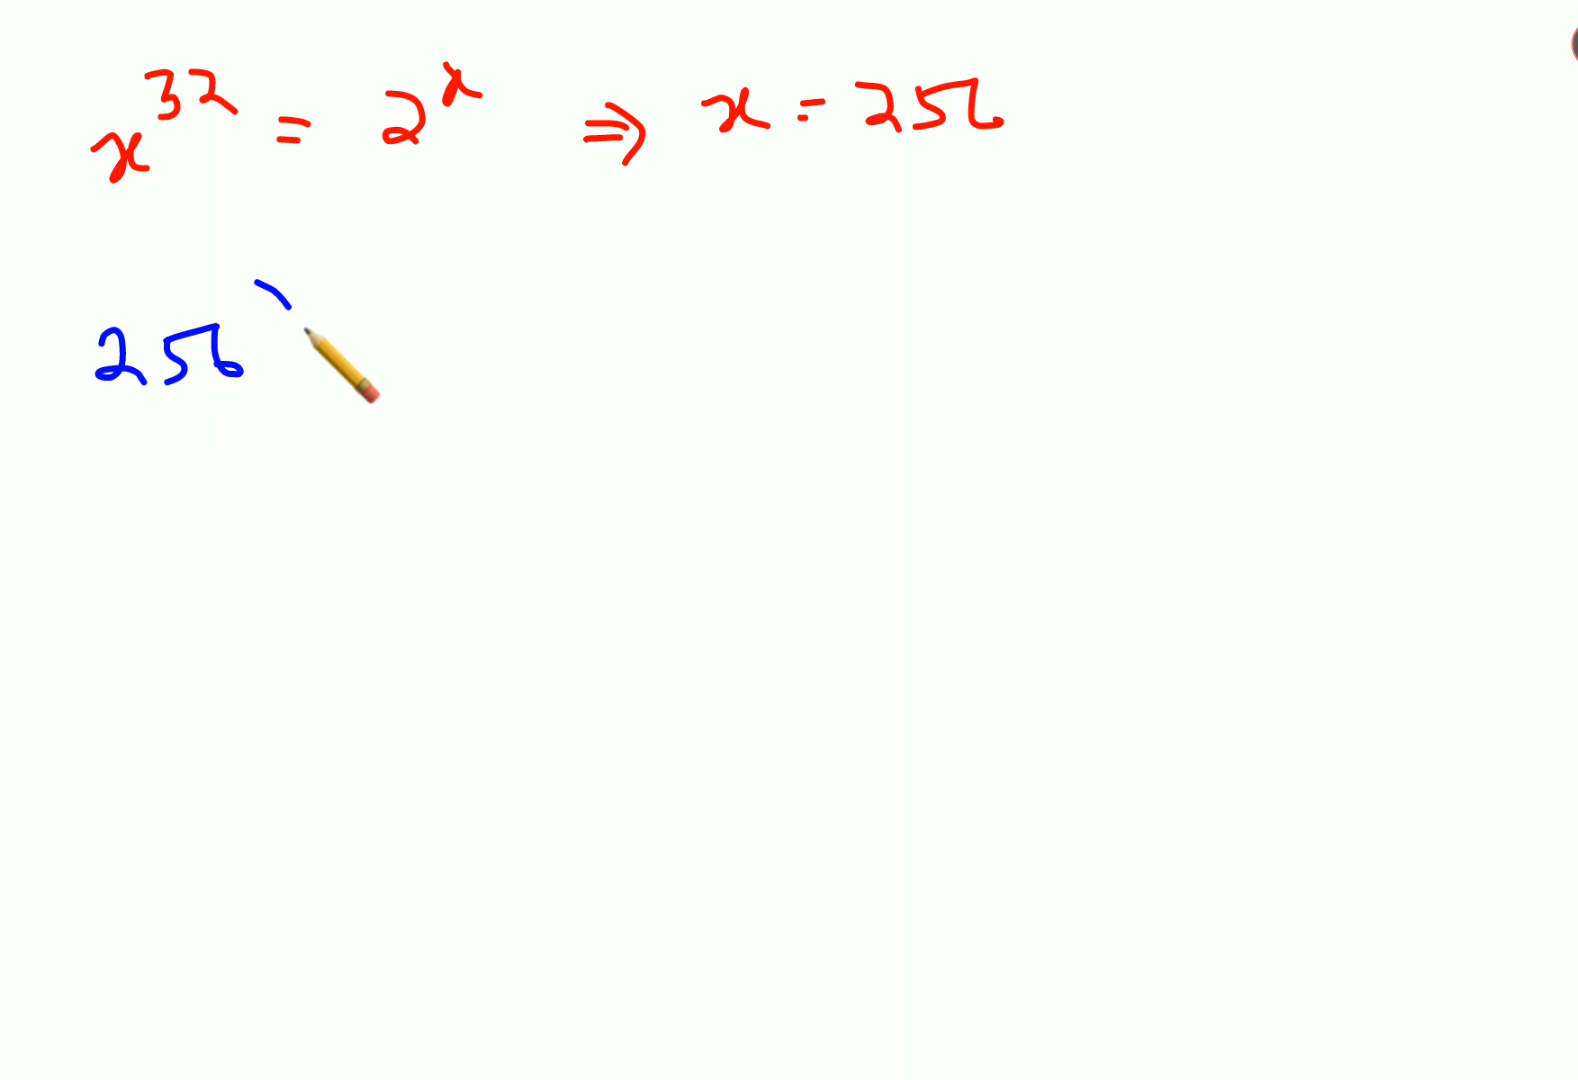 x^32 = 2^x ⇒ x = 256
256